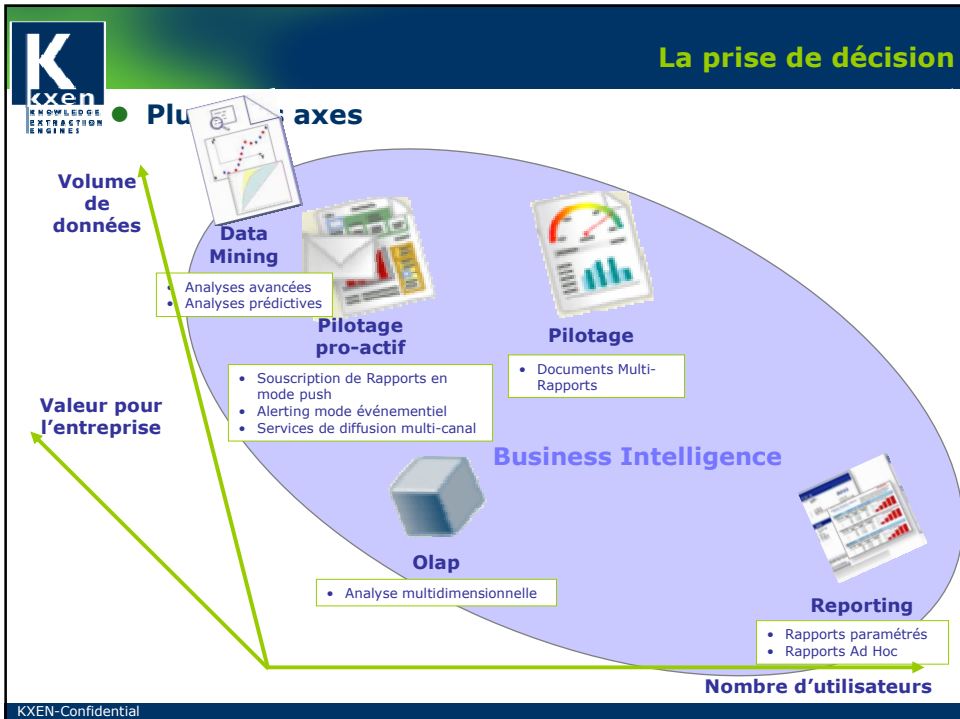 La prise de décision
K
kxen
KNOWLEDGE
EXTRACTION
ENGINES
• axes
Volume
de
données
Data
Mining
• Analyses avancées
• Analyses prédictives
Pilotage
pro-actif
• Souscription de Rapports en
mode push
• Alerting mode événementiel
• Services de diffusion multi-canal
Pilotage
• Documents Multi-
Rapports
Valeur pour
l'entreprise
Business Intelligence
Olap
• Analyse multidimensionnelle
Reporting
• Rapports paramétrés
• Rapports Ad Hoc
Nombre d'utilisateurs
KXEN-Confidential